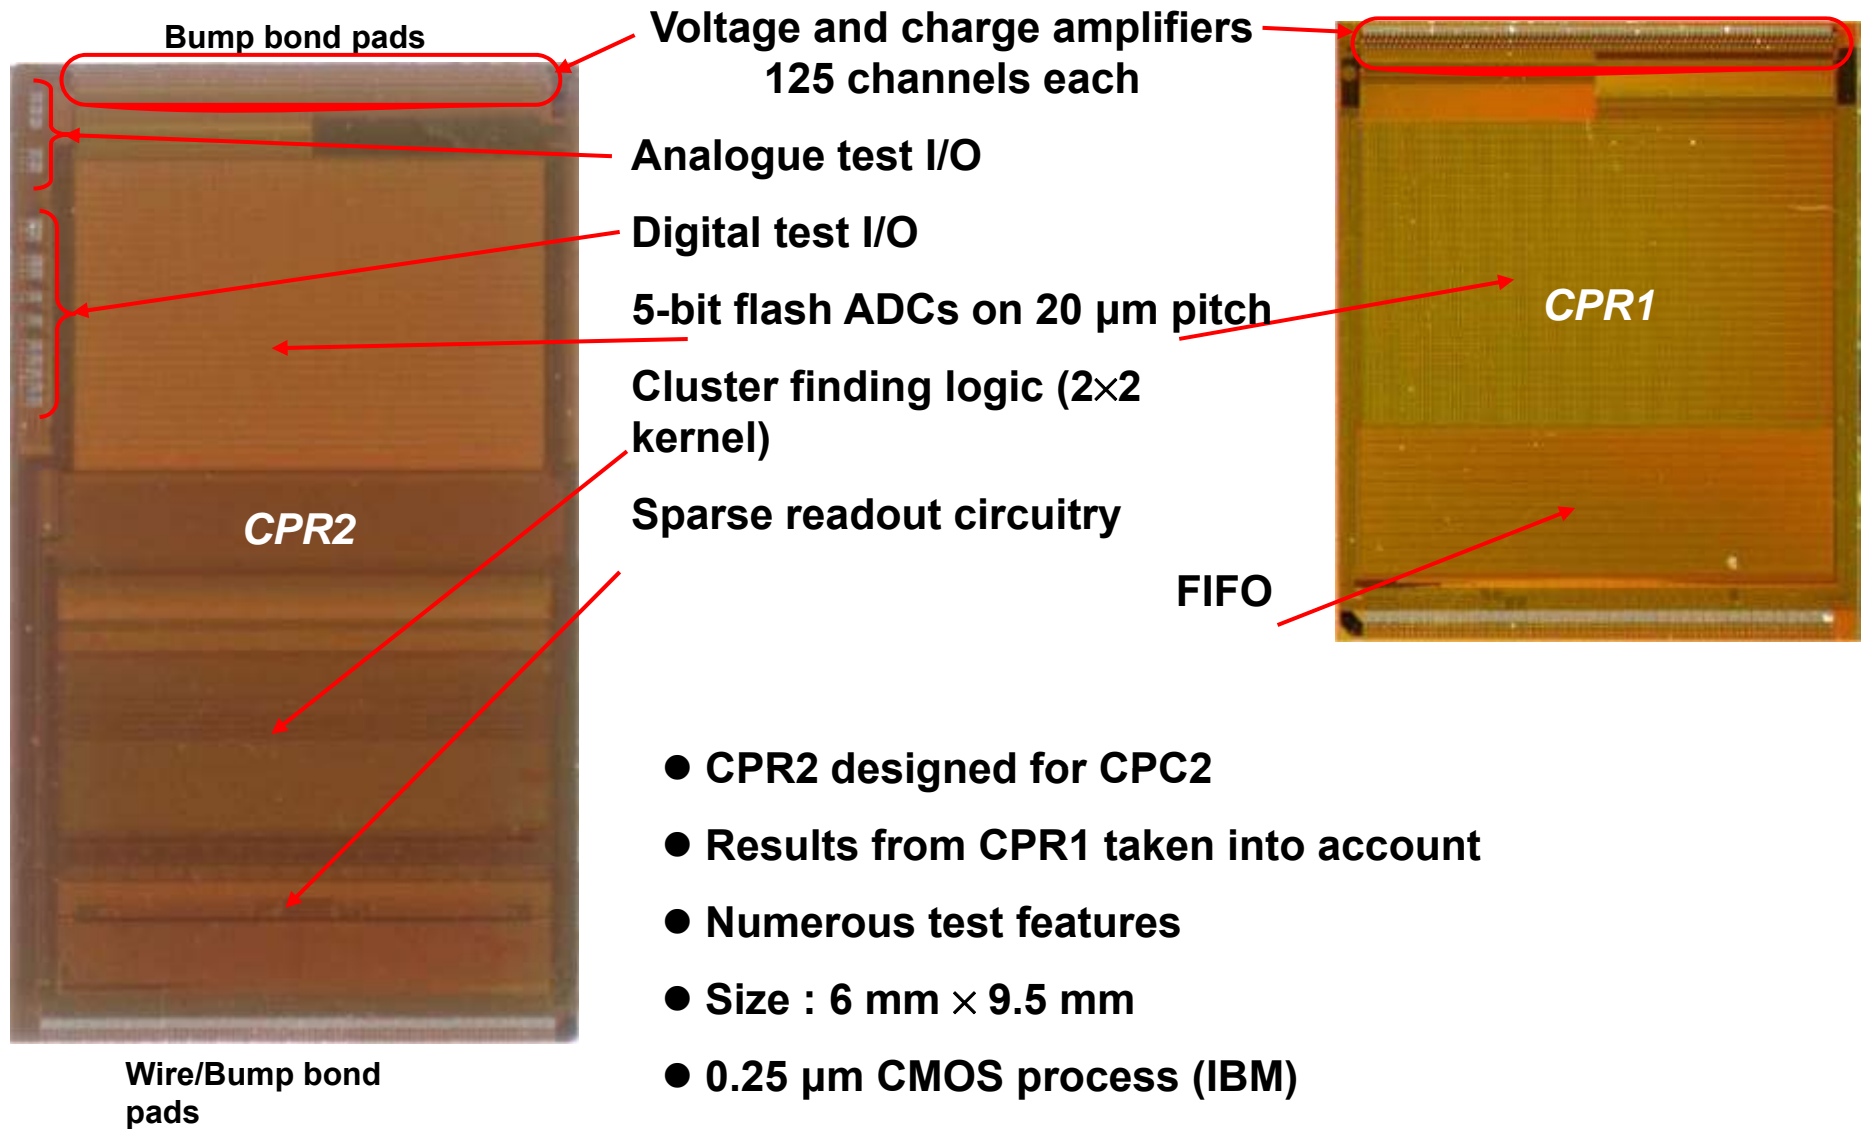 Bump bond pads
Voltage and charge amplifiers
125 channels each
Analogue test I/O
Digital test I/O
5-bit flash ADCs on 20 µm pitch
Cluster finding logic (2×2
kernel)
Sparse readout circuitry
FIFO
CPR1
CPR2
● CPR2 designed for CPC2
● Results from CPR1 taken into account
● Numerous test features
● Size : 6 mm × 9.5 mm
● 0.25 µm CMOS process (IBM)
Wire/Bump bond
pads